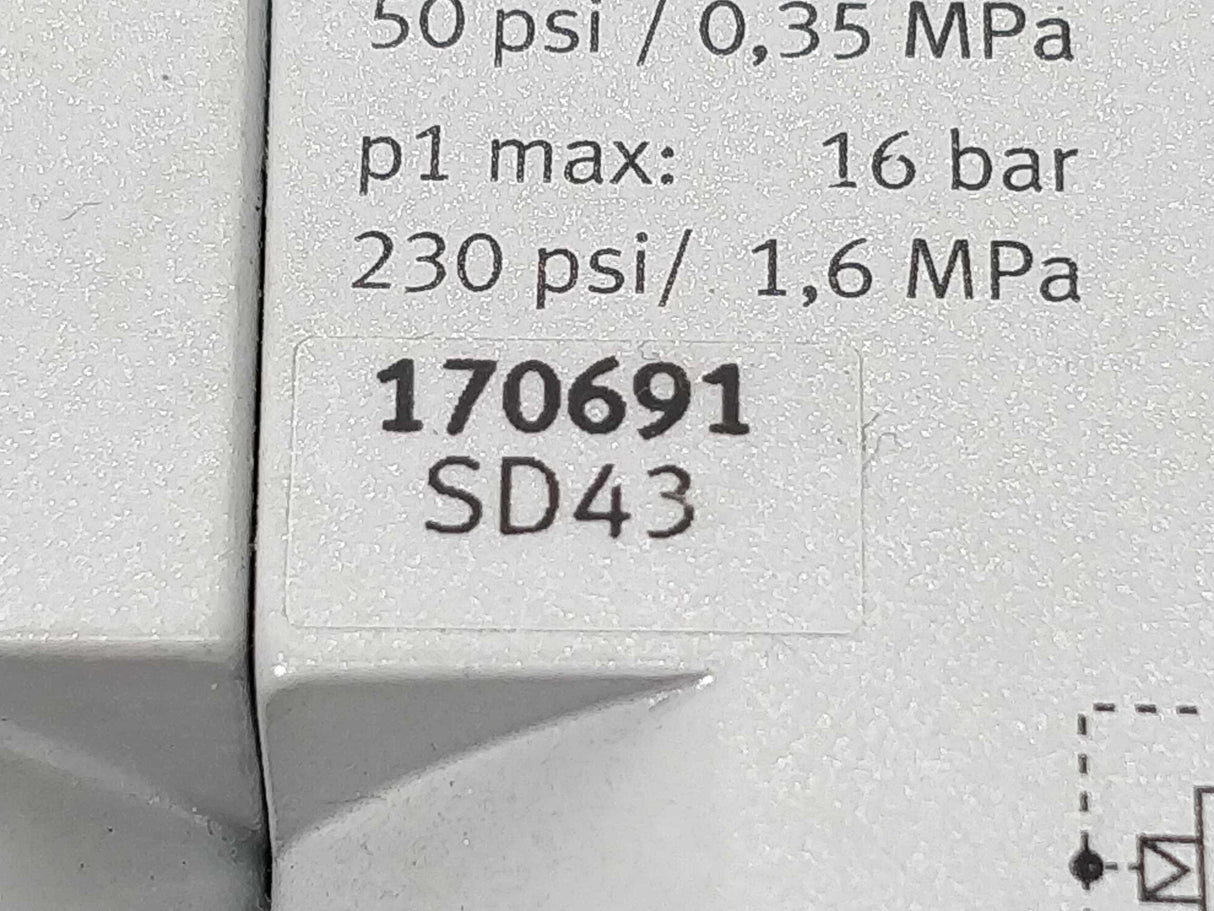 50 psi / 0,35 MPa
p1 max: 16 bar
230 psi/ 1,6 MPa
170691
SD43